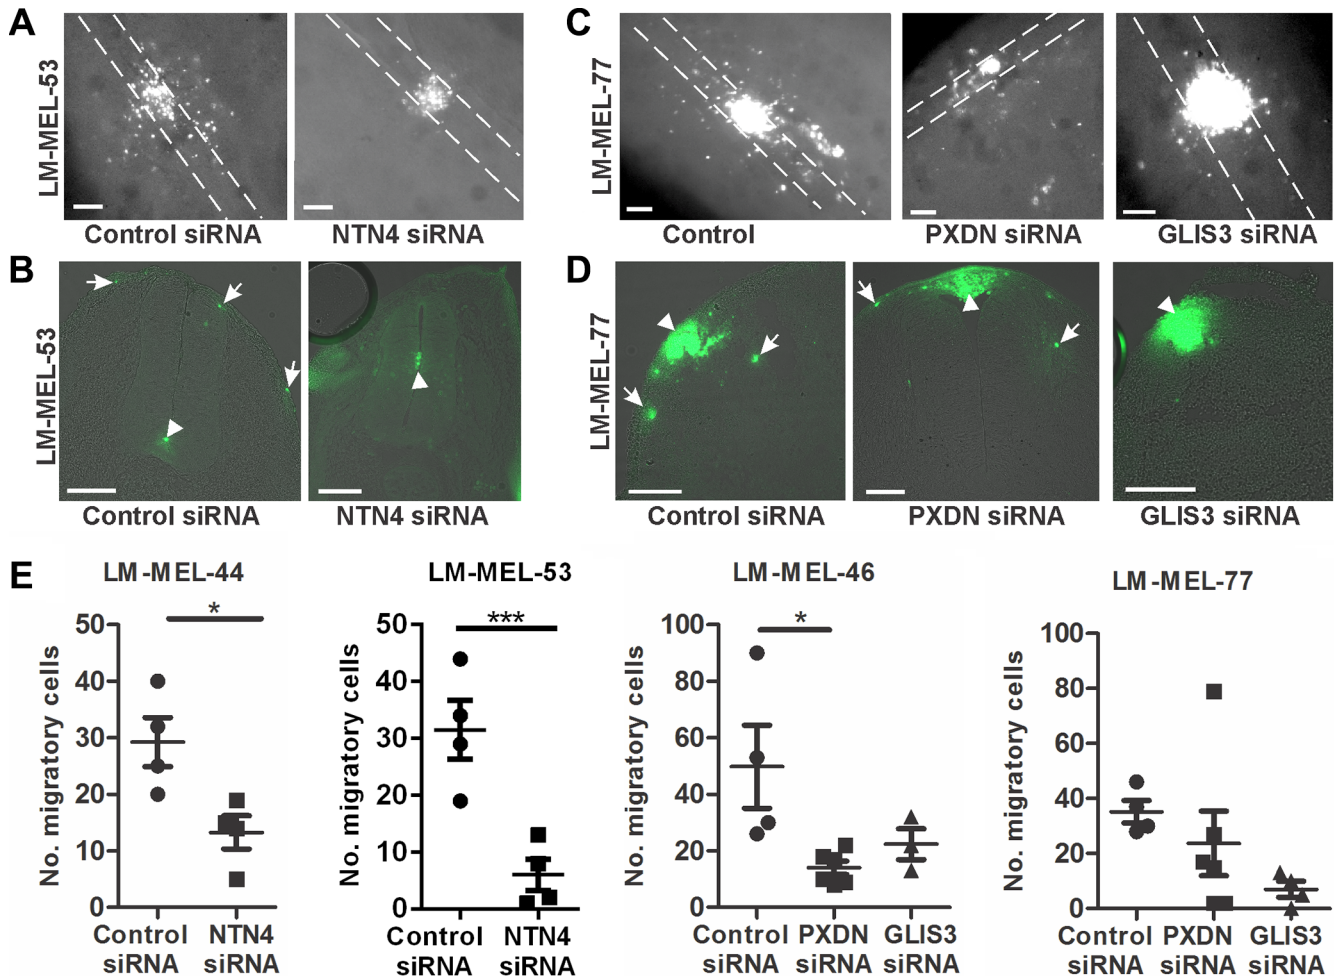 A
LM-MEL-53
Control siRNA
NTN4 siRNA
C
LM-MEL-77
Control
PXDN siRNA
GLIS3 siRNA
B
LM-MEL-53
Control siRNA
NTN4 siRNA
D
LM-MEL-77
Control siRNA
PXDN siRNA
GLIS3 siRNA
E
LM-MEL-44
*
No. migratory cells
50
40
30
20
10
0
Control siRNA
NTN4 siRNA
LM-MEL-53
***
No. migratory cells
50
40
30
20
10
0
Control siRNA
NTN4 siRNA
LM-MEL-46
*
No. migratory cells
100
80
60
40
20
0
Control siRNA
PXDN siRNA
GLIS3 siRNA
LM-MEL-77
No. migratory cells
100
80
60
40
20
0
Control siRNA
PXDN siRNA
GLIS3 siRNA